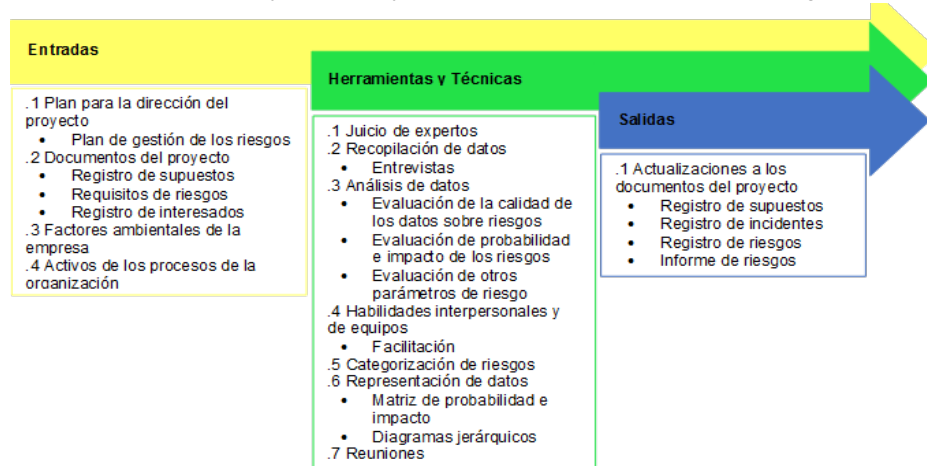 Entradas
.1 Plan para la dirección del
proyecto
• Plan de gestión de los riesgos
.2 Documentos del proyecto
• Registro de supuestos
• Requisitos de riesgos
• Registro de interesados
.3 Factores ambientales de la
empresa
.4 Activos de los procesos de la
organización
Herramientas y Técnicas
.1 Juicio de expertos
.2 Recopilación de datos
• Entrevistas
.3 Análisis de datos
• Evaluación de la calidad de
los datos sobre riesgos
• Evaluación de probabilidad
e impacto de los riesgos
• Evaluación de otros
parámetros de riesgo
.4 Habilidades interpersonales y
de equipos
• Facilitación
.5 Categorización de riesgos
.6 Representación de datos
• Matriz de probabilidad e
impacto
• Diagramas jerárquicos
.7 Reuniones
Salidas
.1 Actualizaciones a los
documentos del proyecto
• Registro de supuestos
• Registro de incidentes
• Registro de riesgos
• Informe de riesgos